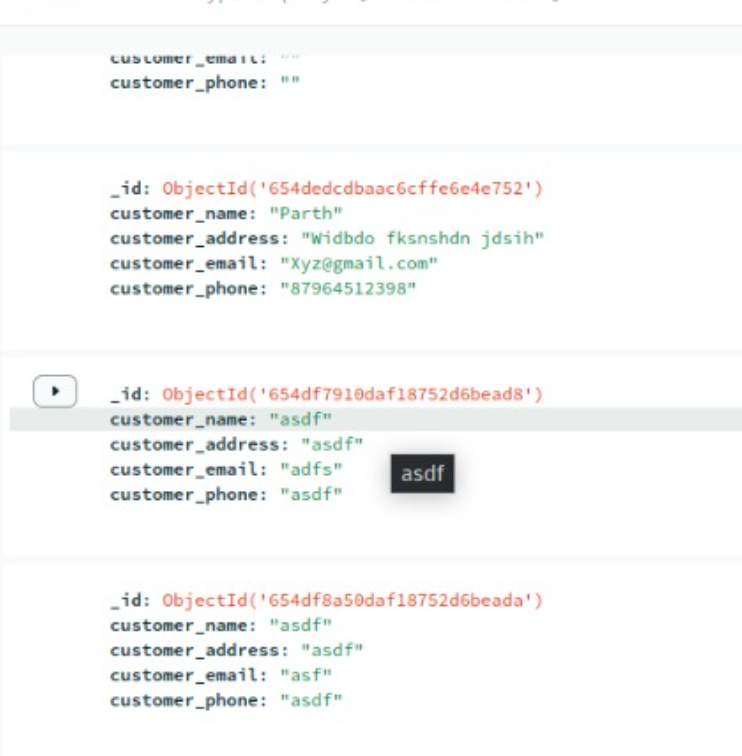 customer_email: ""
customer_phone: ""
_id: ObjectId('654dedcdbaac6cffe6e4e752')
customer_name: "Parth"
customer_address: "Widbdo fksnshdn jdsih"
customer_email: "Xyz@gmail.com"
customer_phone: "87964512398"
_id: ObjectId('654df7910daf18752d6bead8')
customer_name: "asdf"
customer_address: "asdf"
customer_email: "adfs"
asdf
customer_phone: "asdf"
_id: ObjectId('654df8a50daf18752d6beada')
customer_name: "asdf"
customer_address: "asdf"
customer_email: "asf"
customer_phone: "asdf"